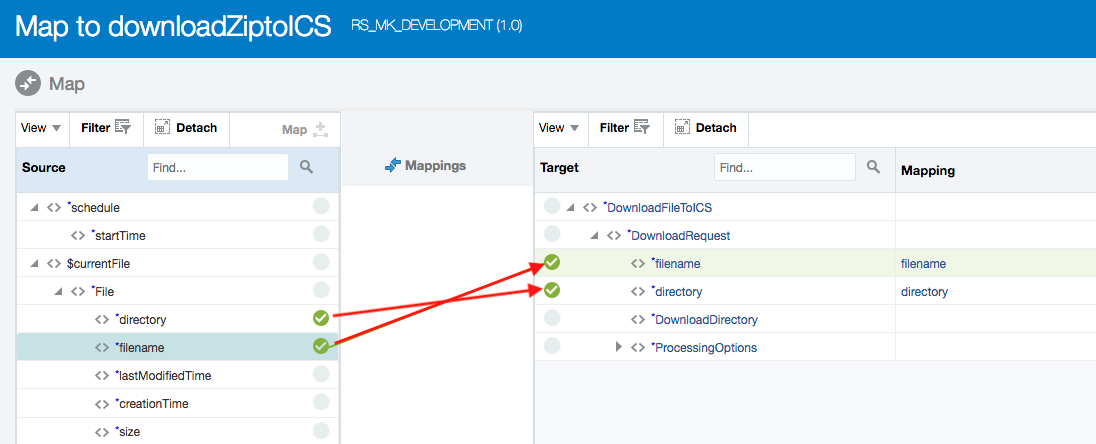 Map to downloadZiptoICS RS_MK_DEVELOPMENT (1.0)
Map
View Filter Detach Map
Source Find...
*schedule
*startTime
$currentFile
*File
*directory
*filename
*lastModifiedTime
*creationTime
*size
Mappings
View Filter Detach
Target Find... Mapping
*DownloadFileToICS
*DownloadRequest
*filename filename
*directory directory
*DownloadDirectory
*ProcessingOptions